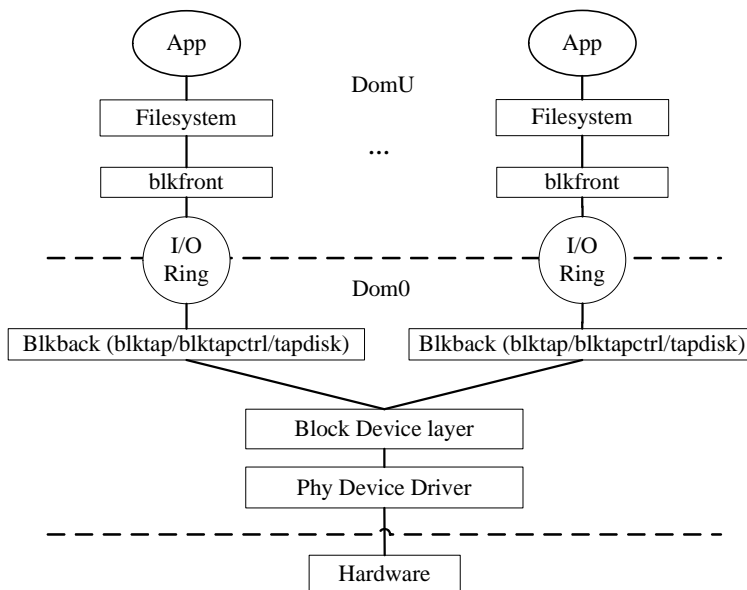 App
App
DomU
Filesystem
Filesystem
...
blkfront
blkfront
I/O
Ring
I/O
Ring
Dom0
Blkback (blktap/blktapctrl/tapdisk)
Blkback (blktap/blktapctrl/tapdisk)
Block Device layer
Phy Device Driver
Hardware